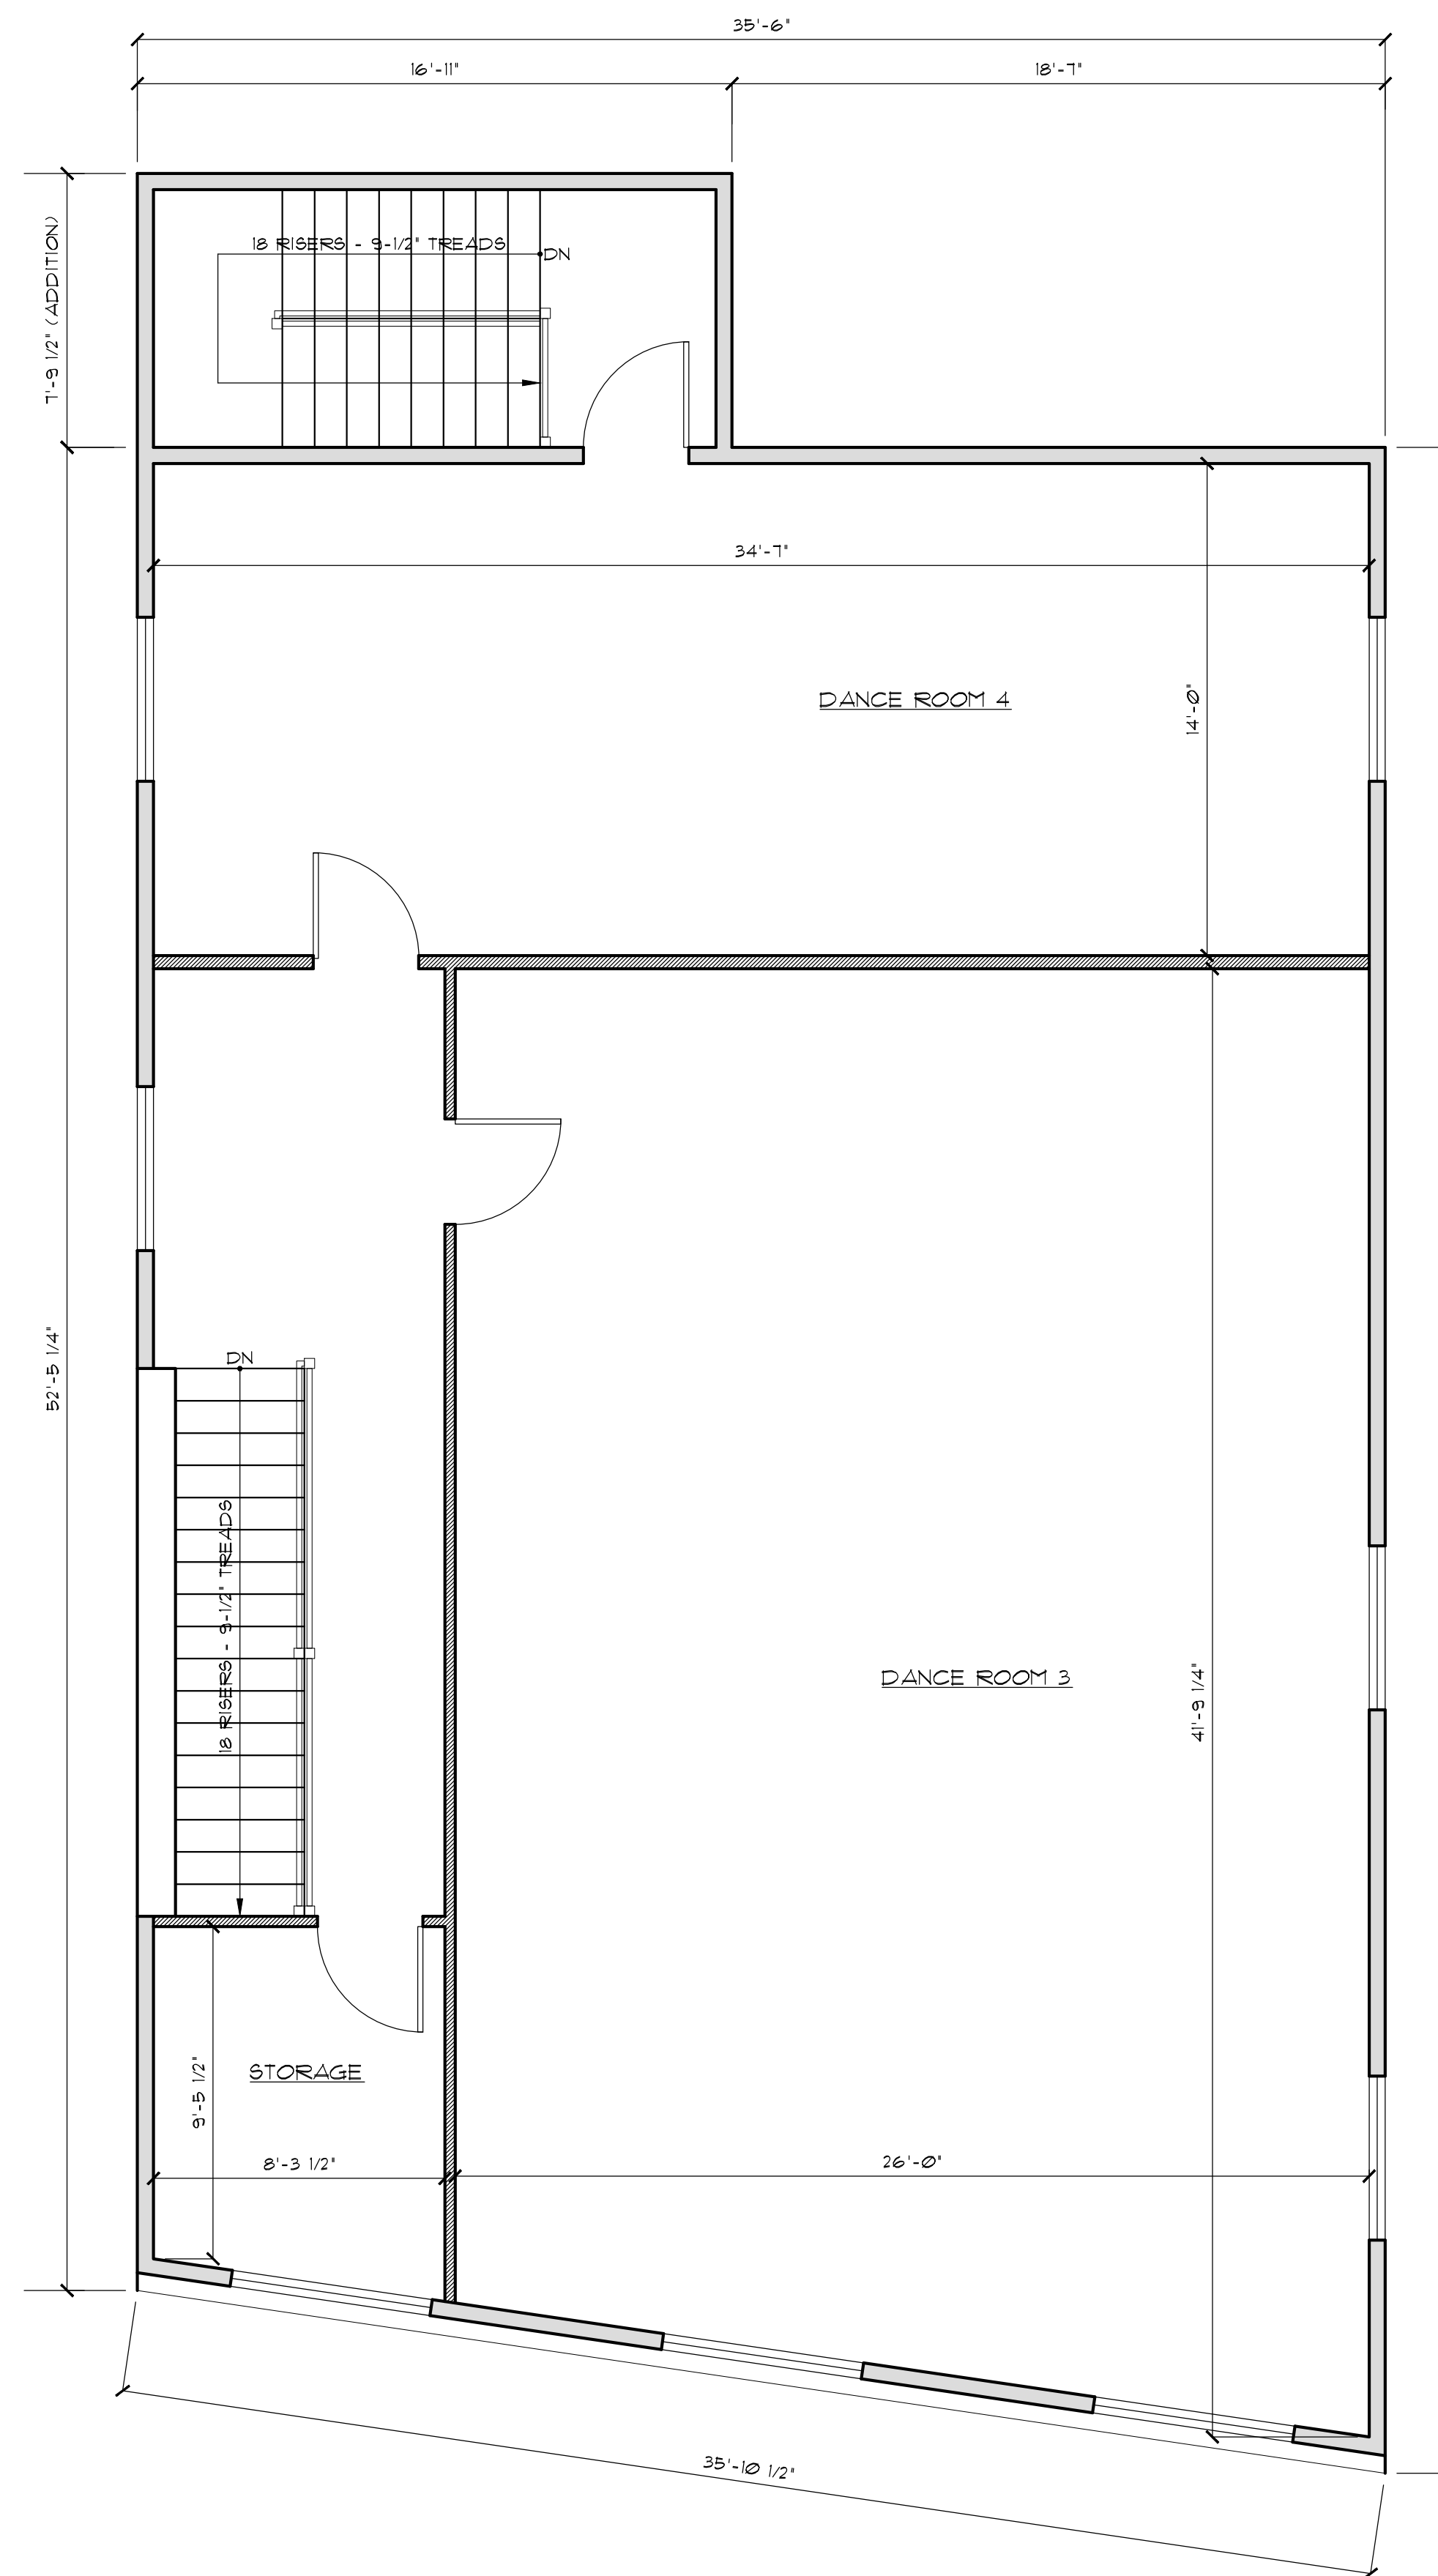 35'-6"
16'-11"
18'-7"
7'-9 1/2" (ADDITION)
18 RISERS - 9-1/2" TREADS
DN
34'-7"
DANCE ROOM 4
14'-0"
DN
52'-5 1/4"
18 RISERS - 9-1/2" TREADS
DANCE ROOM 3
41'-9 1/4"
STORAGE
9'-5 1/2"
8'-3 1/2"
26'-0"
35'-10 1/2"